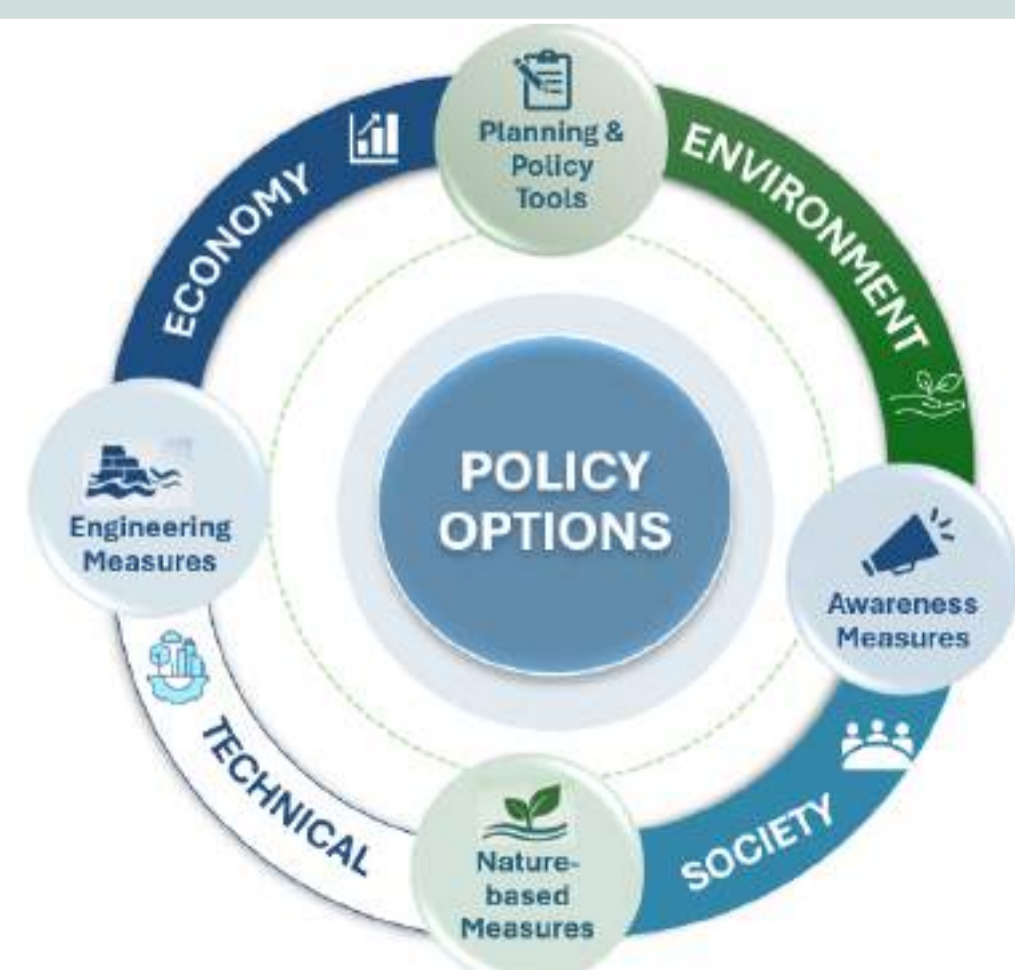 Planning &
Policy
Tools
ECONOMY
ENVIRONMENT
POLICY
OPTIONS
Engineering
Measures
Awareness
Measures
TECHNICAL
SOCIETY
Nature-
based
Measures